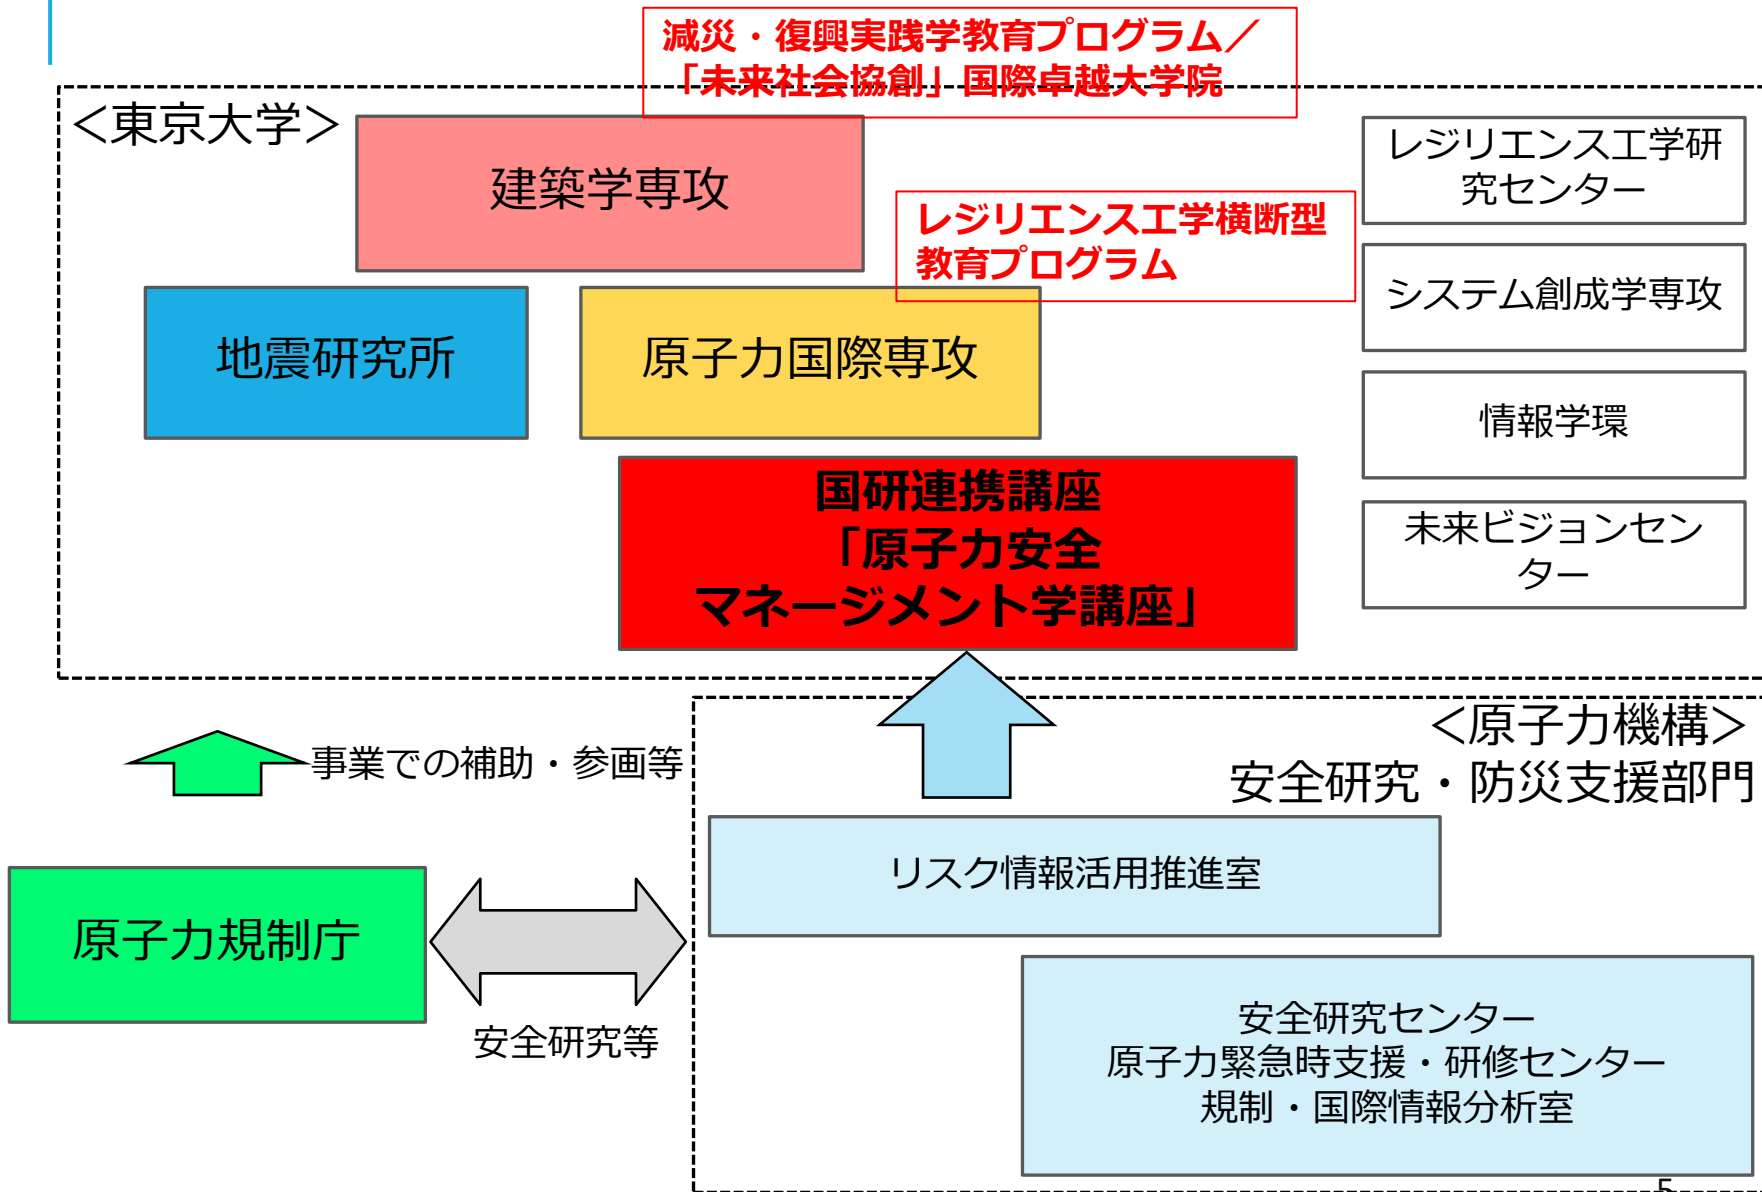 減災・復興実践学教育プログラム／
「未来社会協創」国際卓越大学院
＜東京大学＞
建築学専攻
レジリエンス工学研
究センター
レジリエンス工学横断型
教育プログラム
システム創成学専攻
地震研究所
原子力国際専攻
情報学環
国研連携講座
「原子力安全
マネージメント学講座」
未来ビジョンセン
ター
事業での補助・参画等
＜原子力機構＞
安全研究・防災支援部門
リスク情報活用推進室
原子力規制庁
安全研究等
安全研究センター
原子力緊急時支援・研修センター
規制・国際情報分析室
5